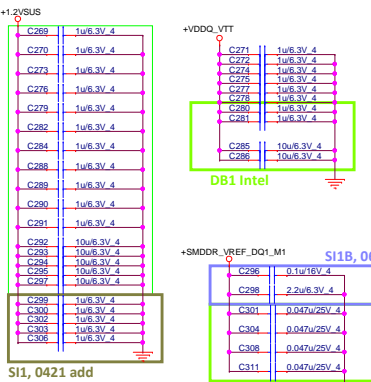 +1.2VSUS
C269 1u/6.3V_4
C270 1u/6.3V_4
C273 1u/6.3V_4
C276 1u/6.3V_4
C279 1u/6.3V_4
C282 1u/6.3V_4
C284 1u/6.3V_4
C288 1u/6.3V_4
C289 1u/6.3V_4
C290 1u/6.3V_4
C291 1u/6.3V_4
C292 10u/6.3V_4
C293 10u/6.3V_4
C294 10u/6.3V_4
C295 10u/6.3V_4
C297 10u/6.3V_4
C299 1u/6.3V_4
C300 1u/6.3V_4
C302 1u/6.3V_4
C303 1u/6.3V_4
C306 1u/6.3V_4
SI1, 0421 add
+VDDQ_VTT
C271 1u/6.3V_4
C272 1u/6.3V_4
C274 1u/6.3V_4
C275 1u/6.3V_4
C277 1u/6.3V_4
C278 1u/6.3V_4
C280 1u/6.3V_4
C281 1u/6.3V_4
C285 10u/6.3V_4
C286 10u/6.3V_4
DB1 Intel
+SMDDR_VREF_DQ1_M1
SI1B, 06
C296 0.1u/16V_4
C298 2.2u/6.3V_4
C301 0.047u/25V_4
C304 0.047u/25V_4
C308 0.047u/25V_4
C311 0.047u/25V_4